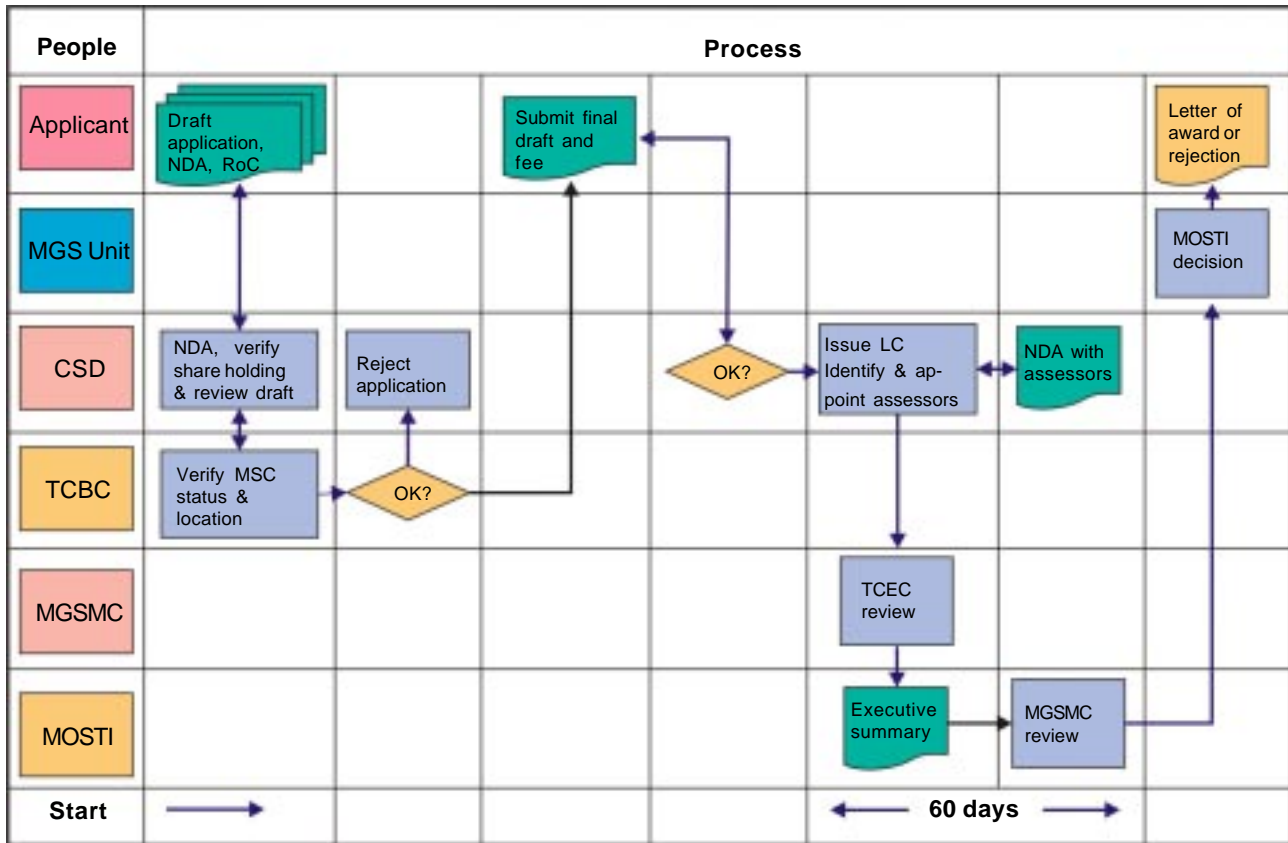 People
Process
Applicant
Draft
application,
NDA, RoC
Submit final
draft and
fee
Letter of
award or
rejection
MGS Unit
MOSTI
decision
CSD
NDA, verify
share holding
& review draft
Reject
application
OK?
Issue LC
Identify & ap-
point assessors
NDA with
assessors
TCBC
Verify MSC
status &
location
OK?
MGSMC
TCEC
review
MOSTI
Executive
summary
MGSMC
review
Start
60 days